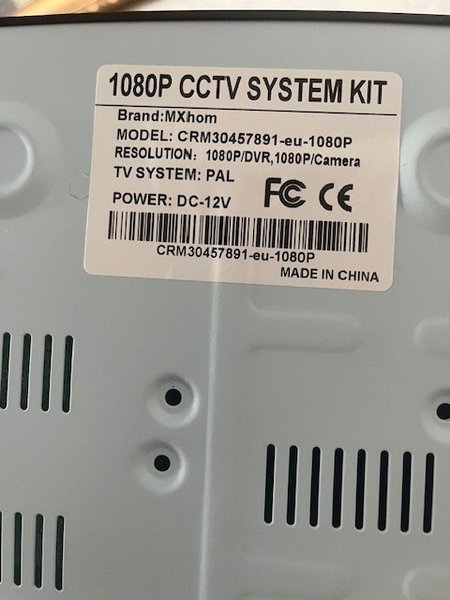 1080P CCTV SYSTEM KIT
Brand:MXhom
MODEL: CRM30457891-eu-1080P
RESOLUTION: 1080P/DVR,1080P/Camera
TV SYSTEM: PAL
POWER: DC-12V FC CE
CRM30457891-eu-1080P
MADE IN CHINA